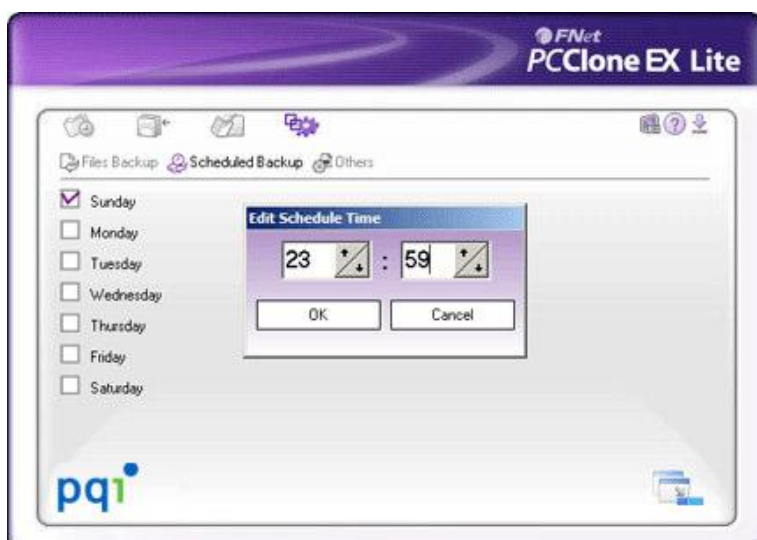 FNet
PCClone EX Lite
Files Backup Scheduled Backup Others
Sunday
Monday
Tuesday
Wednesday
Thursday
Friday
Saturday
Edit Schedule Time
23 : 59
OK Cancel
pqi